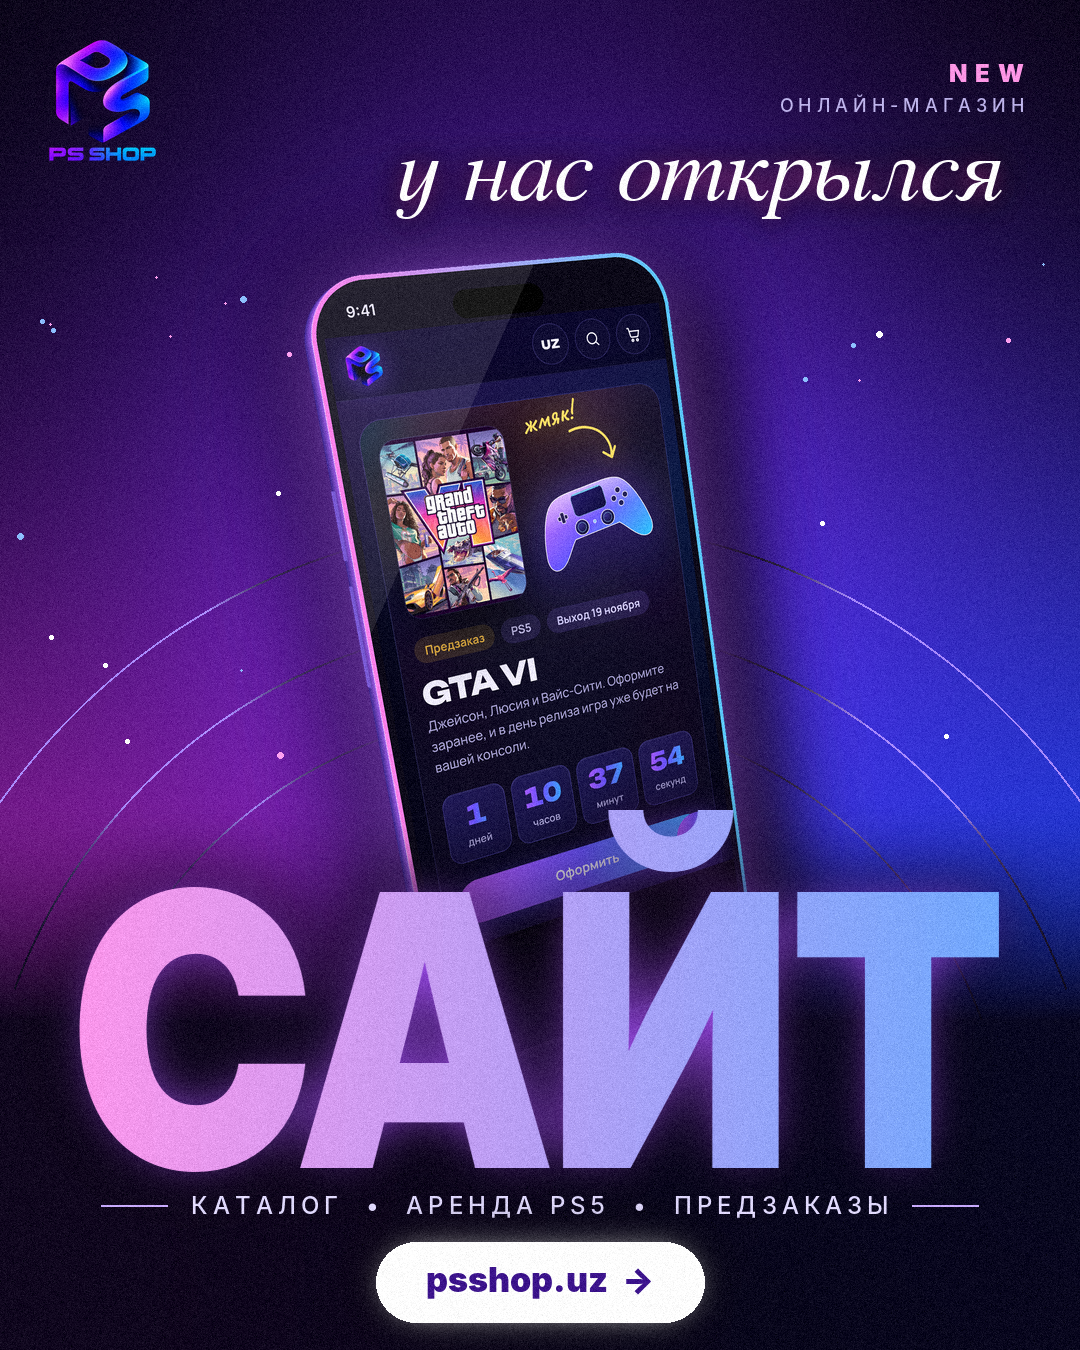 PS SHOP
NEW
ОНЛАЙН-МАГАЗИН
у нас открылся
9:41
UZ
жмяк!
grand
theft
auto
VI
Предзаказ
PS5
Выход 19 ноября
GTA VI
Джейсон, Люсия и Вайс-Сити. Оформите
заранее, и в день релиза игра уже будет на
вашей консоли.
1 10 37 54
дней часов минут секунд
Оформить
САЙТ
КАТАЛОГ • АРЕНДА PS5 • ПРЕДЗАКАЗЫ
psshop.uz →